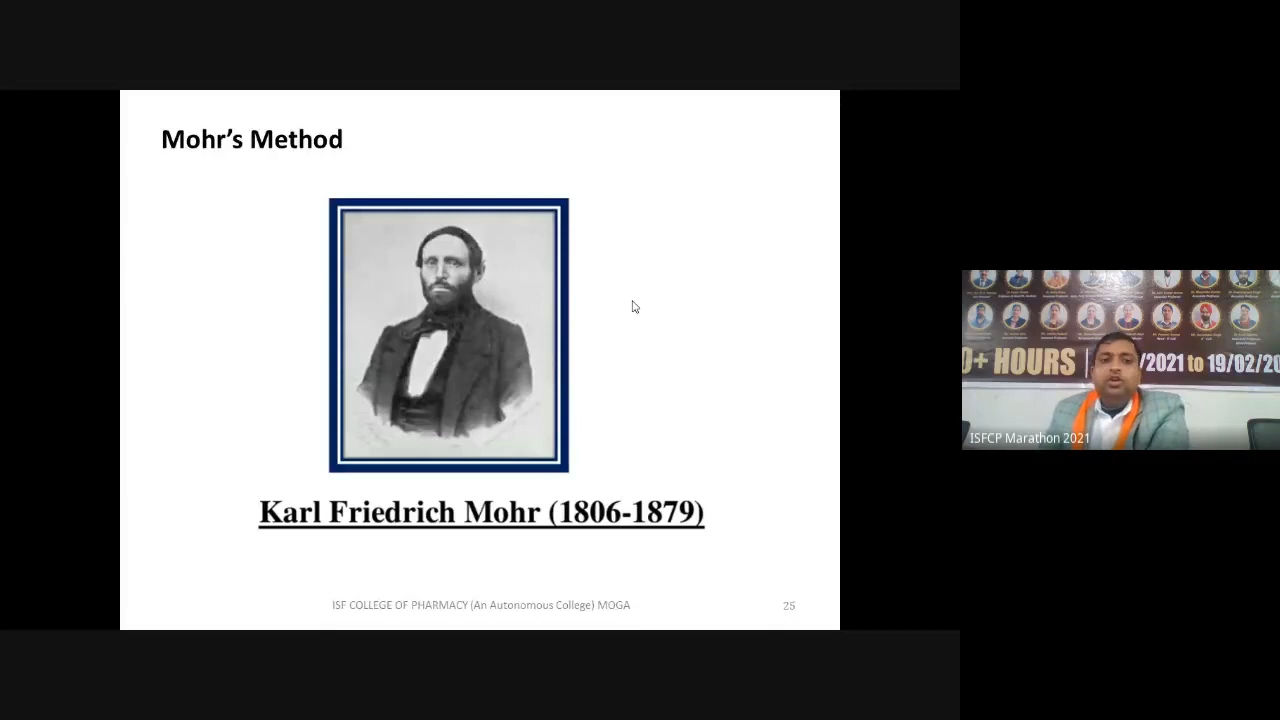 Mohr’s Method
Karl Friedrich Mohr (1806-1879)
ISF COLLEGE OF PHARMACY (An Autonomous College) MOGA
25
0+ HOURS
/2021 to 19/02/20
ISFCP Marathon 2021